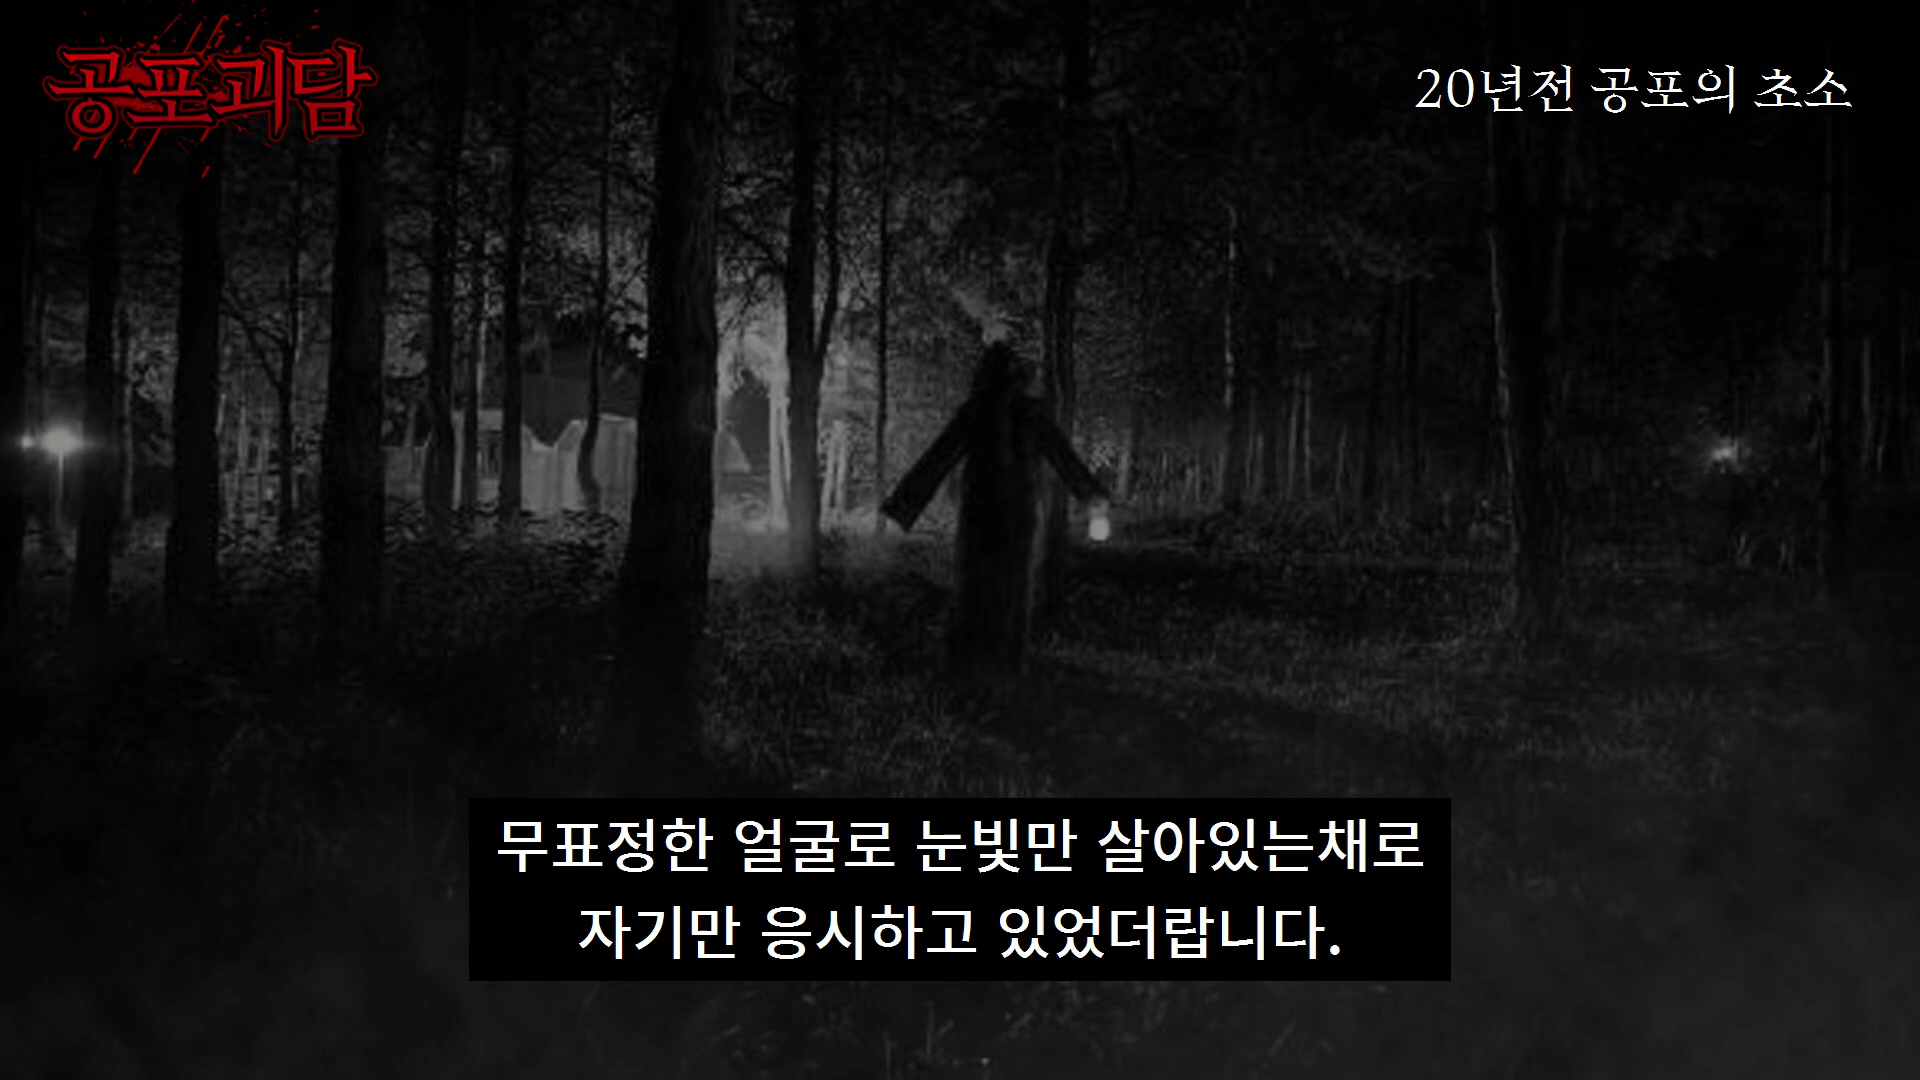 공포괴담
20년전 공포의 초소
무표정한 얼굴로 눈빛만 살아있는채로
자기만 응시하고 있었더랍니다.